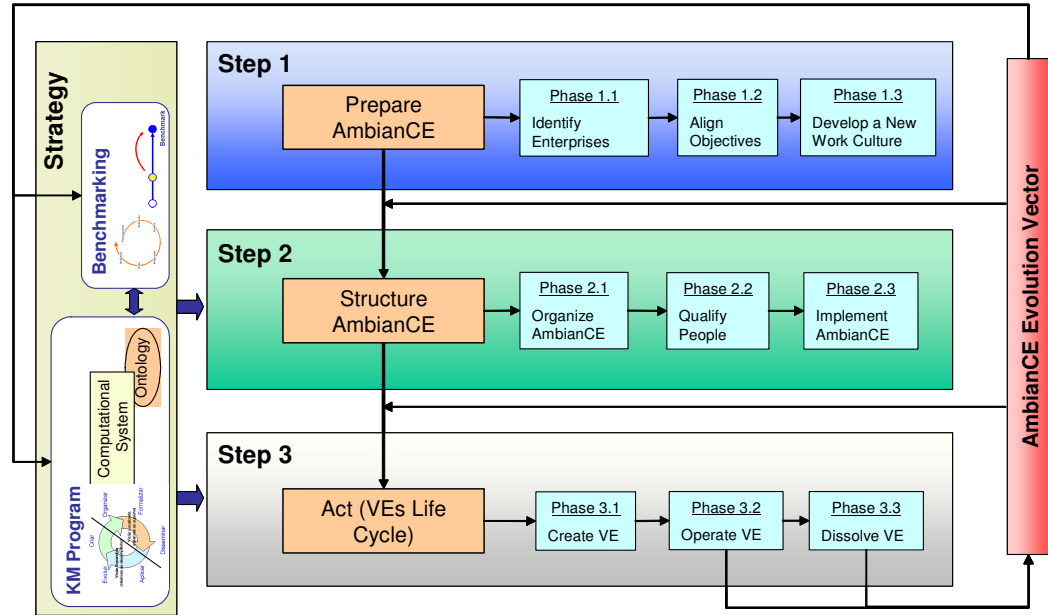 Strategy
Benchmarking
Benchmark
KM Program
Computational
System
Ontology
Criar
Organizar
Formalizar
Disseminar
Aplicar
Evoluir
Step 1
Prepare
AmbianCE
Phase 1.1
Identify
Enterprises
Phase 1.2
Align
Objectives
Phase 1.3
Develop a New
Work Culture
Step 2
Structure
AmbianCE
Phase 2.1
Organize
AmbianCE
Phase 2.2
Qualify
People
Phase 2.3
Implement
AmbianCE
Step 3
Act (VEs Life
Cycle)
Phase 3.1
Create VE
Phase 3.2
Operate VE
Phase 3.3
Dissolve VE
AmbianCE Evolution Vector